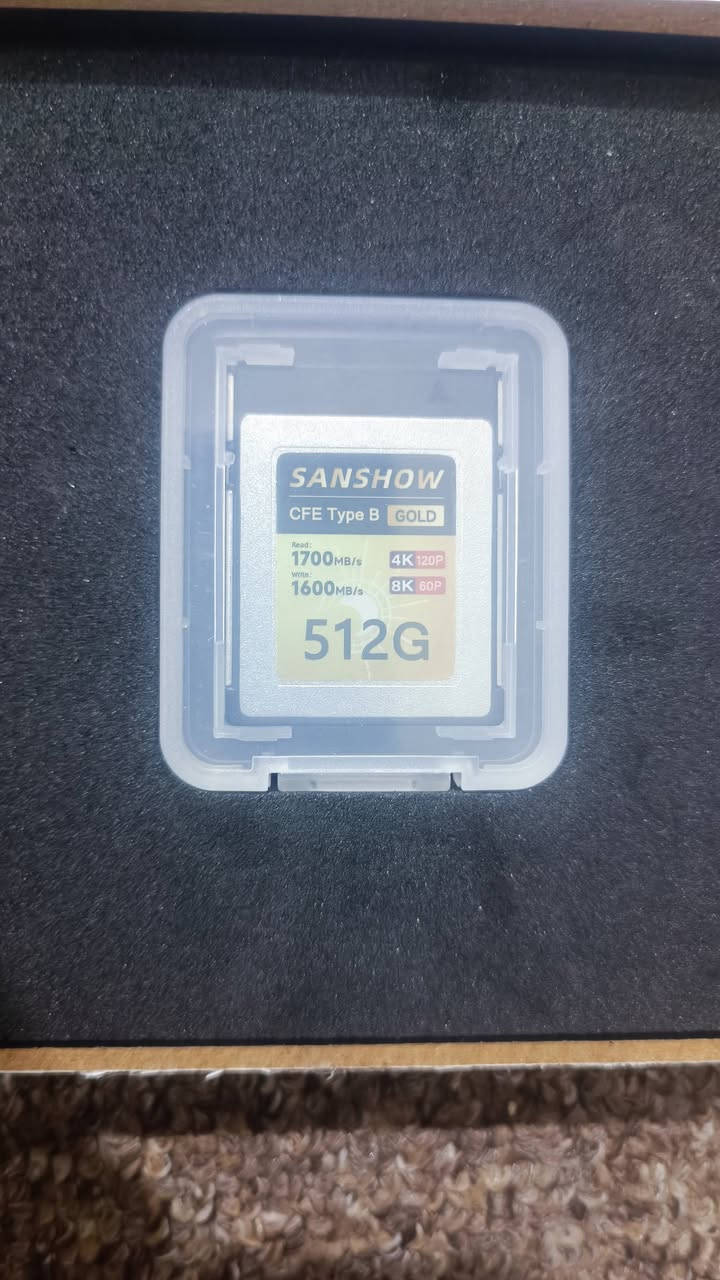 SANSHOW
CFE Type B GOLD
Read:
1700MB/s 4K 120P
Write:
1600MB/s 8K 60P
512G